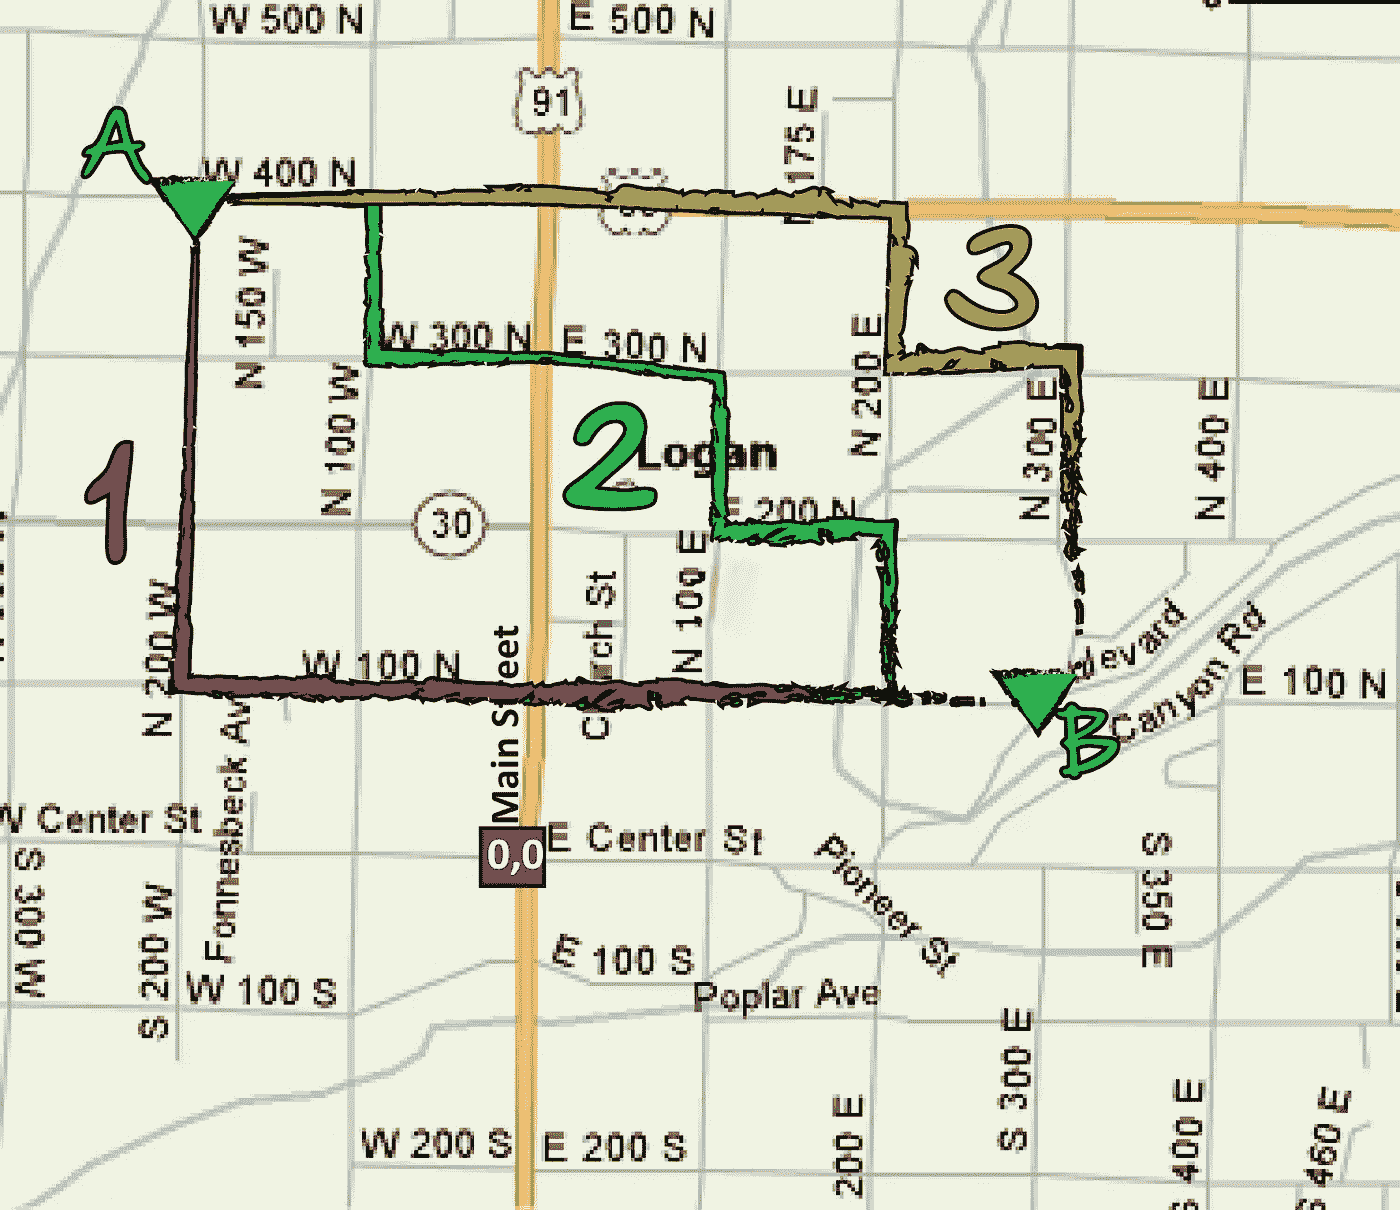 W 500 N
E 500 N
91
A
N 175 E
W 400 N
3
N 150 W
W 300 N
E 300 N
N 200 E
N 100 W
N 300 E
N 400 E
1
2
Logan
30
E 200 N
N 100 E
N 200 W
W 100 N
Main Street
Church St
levard
Canyon Rd
E 100 N
B
Fonnesbeck Av
W Center St
0,0
E Center St
Pioneer St
S 300 W
S 200 W
S 350 E
E 100 S
W 100 S
Poplar Ave
S 300 E
200 E
S 400 E
S 460 E
W 200 S
E 200 S